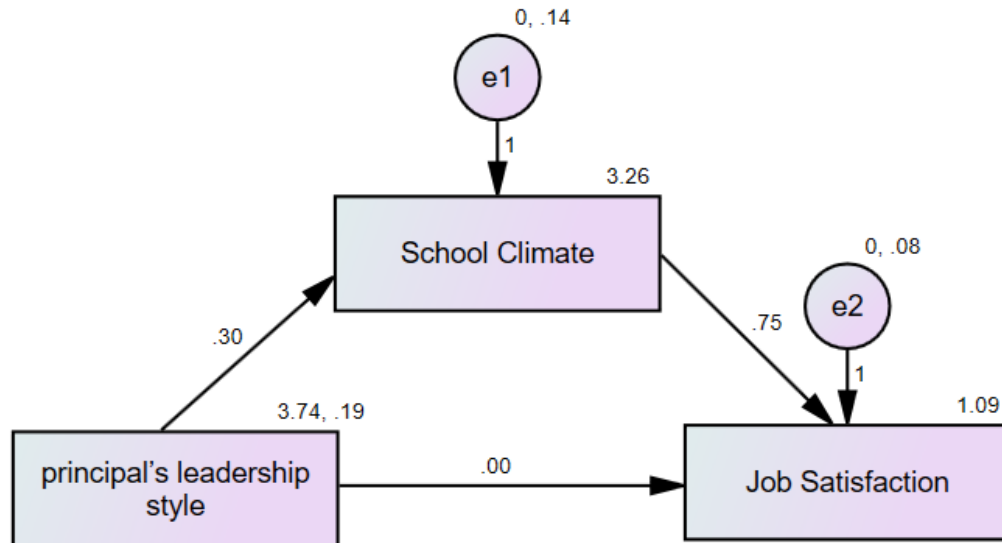 0, .14
e1
1
3.26
School Climate
0, .08
e2
.75
.30
1
3.74, .19
1.09
principal’s leadership
style
.00
Job Satisfaction